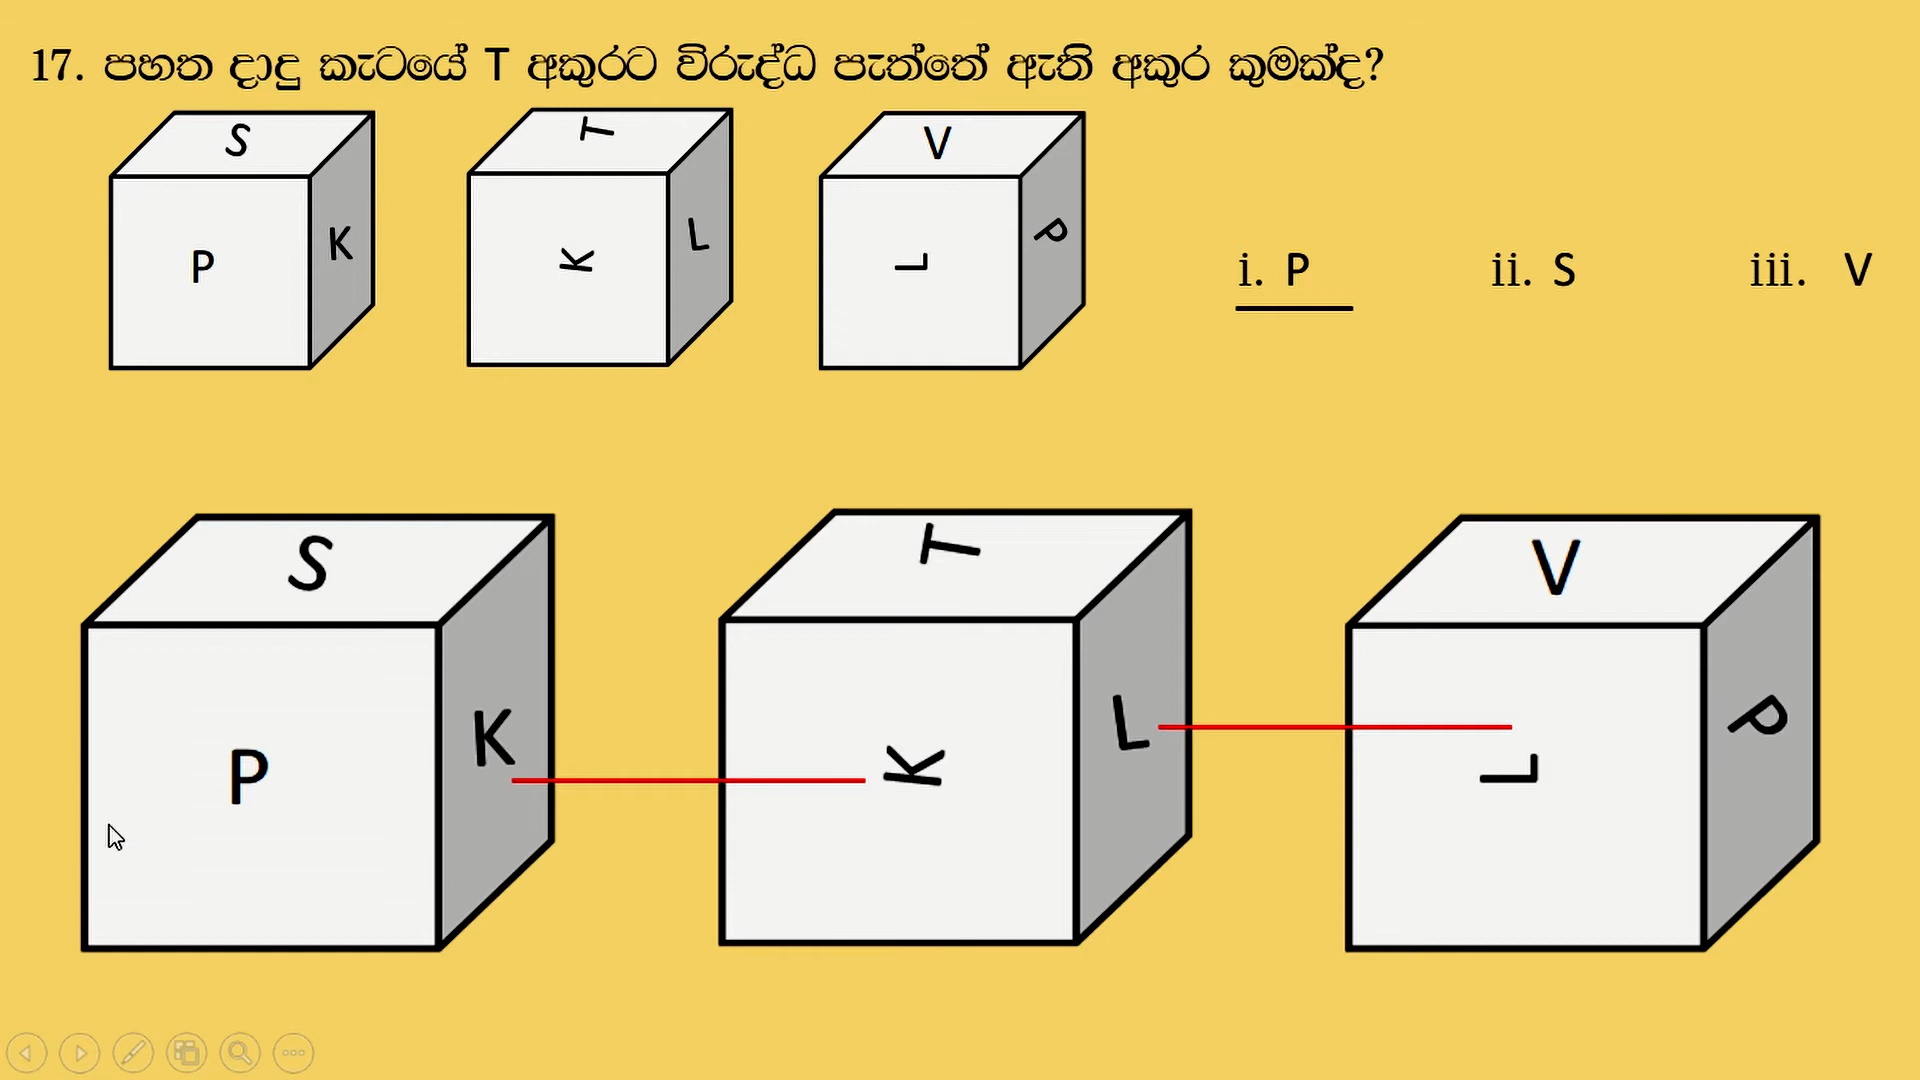 17. පහත දාදු කැටයේ T අකුරට විරුද්ධ පැත්තේ ඇති අකුර කුමක්ද?
S
P
K
T
K
L
V
L
P
i. P
ii. S
iii. V
S
P
K
T
K
L
V
L
P